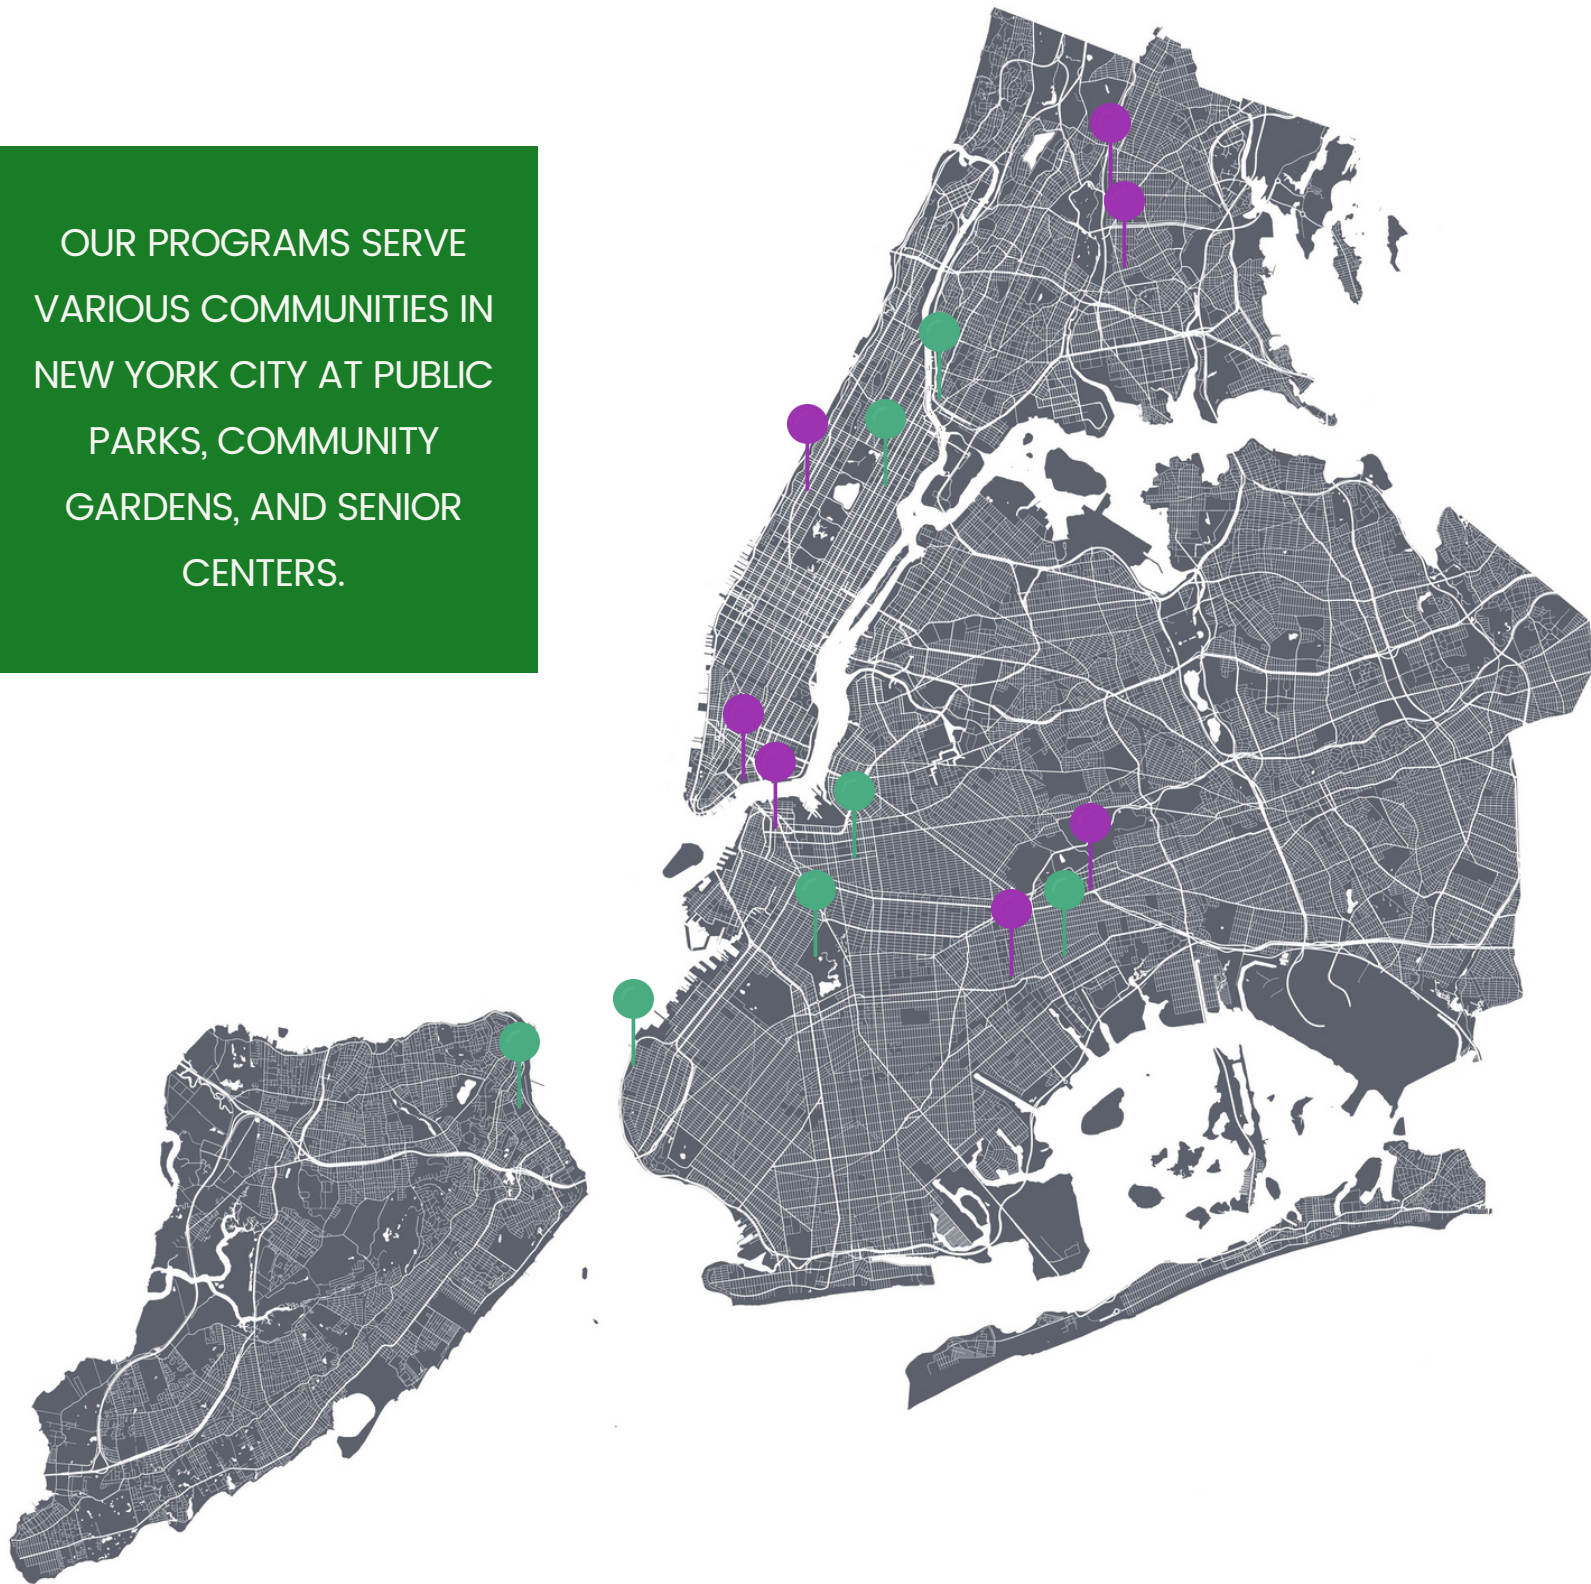 OUR PROGRAMS SERVE
VARIOUS COMMUNITIES IN
NEW YORK CITY AT PUBLIC
PARKS, COMMUNITY
GARDENS, AND SENIOR
CENTERS.